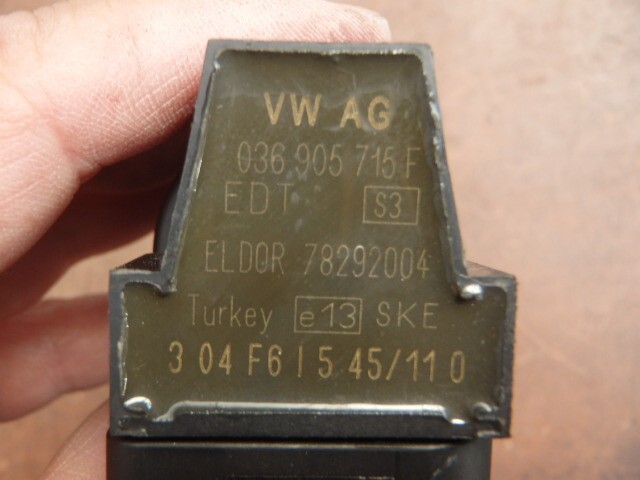 VW AG
036 905 715 F
EDT S3
ELDOR 78292004
Turkey e13 SKE
3 04 F6 I 5 45/11 0